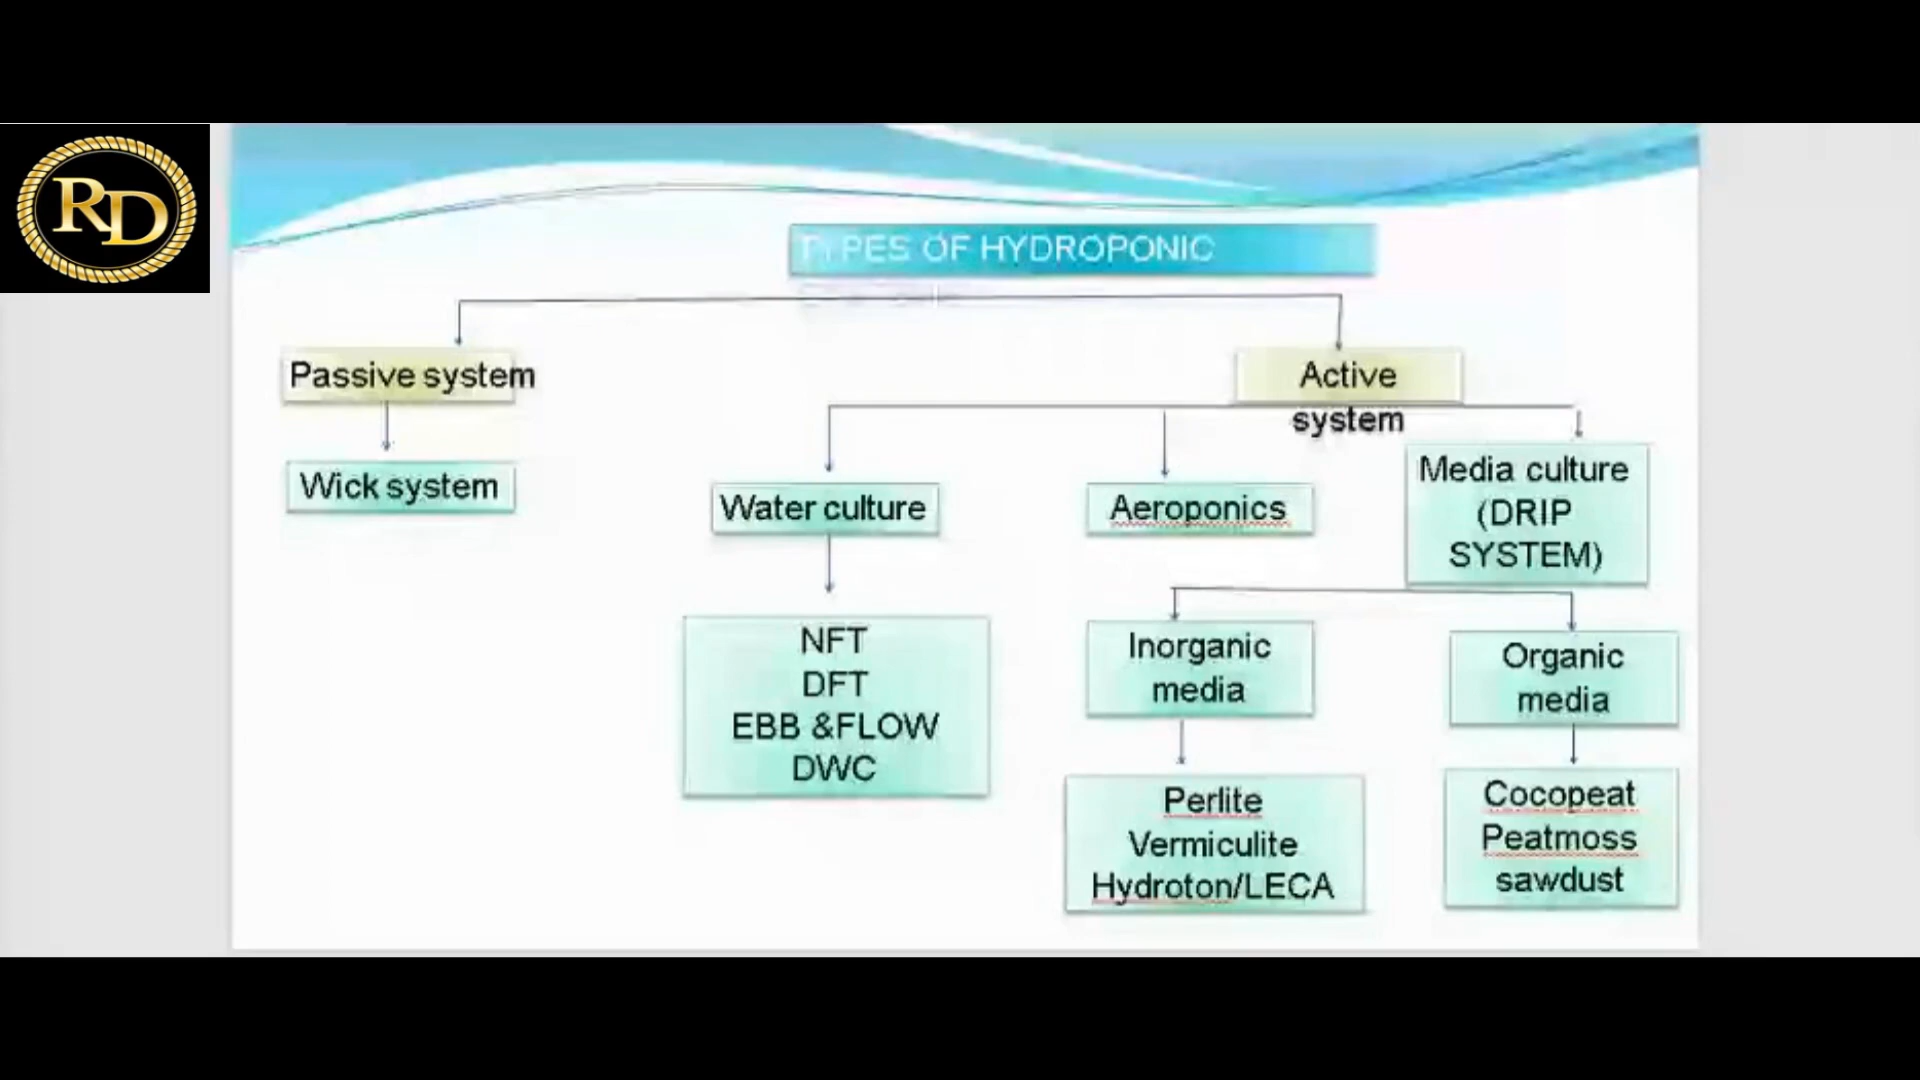 RD
TYPES OF HYDROPONIC
Passive system
Active
system
Wick system
Water culture
Aeroponics
Media culture
(DRIP
SYSTEM)
NFT
DFT
EBB &FLOW
DWC
Inorganic
media
Organic
media
Perlite
Vermiculite
Hydroton/LECA
Cocopeat
Peatmoss
sawdust